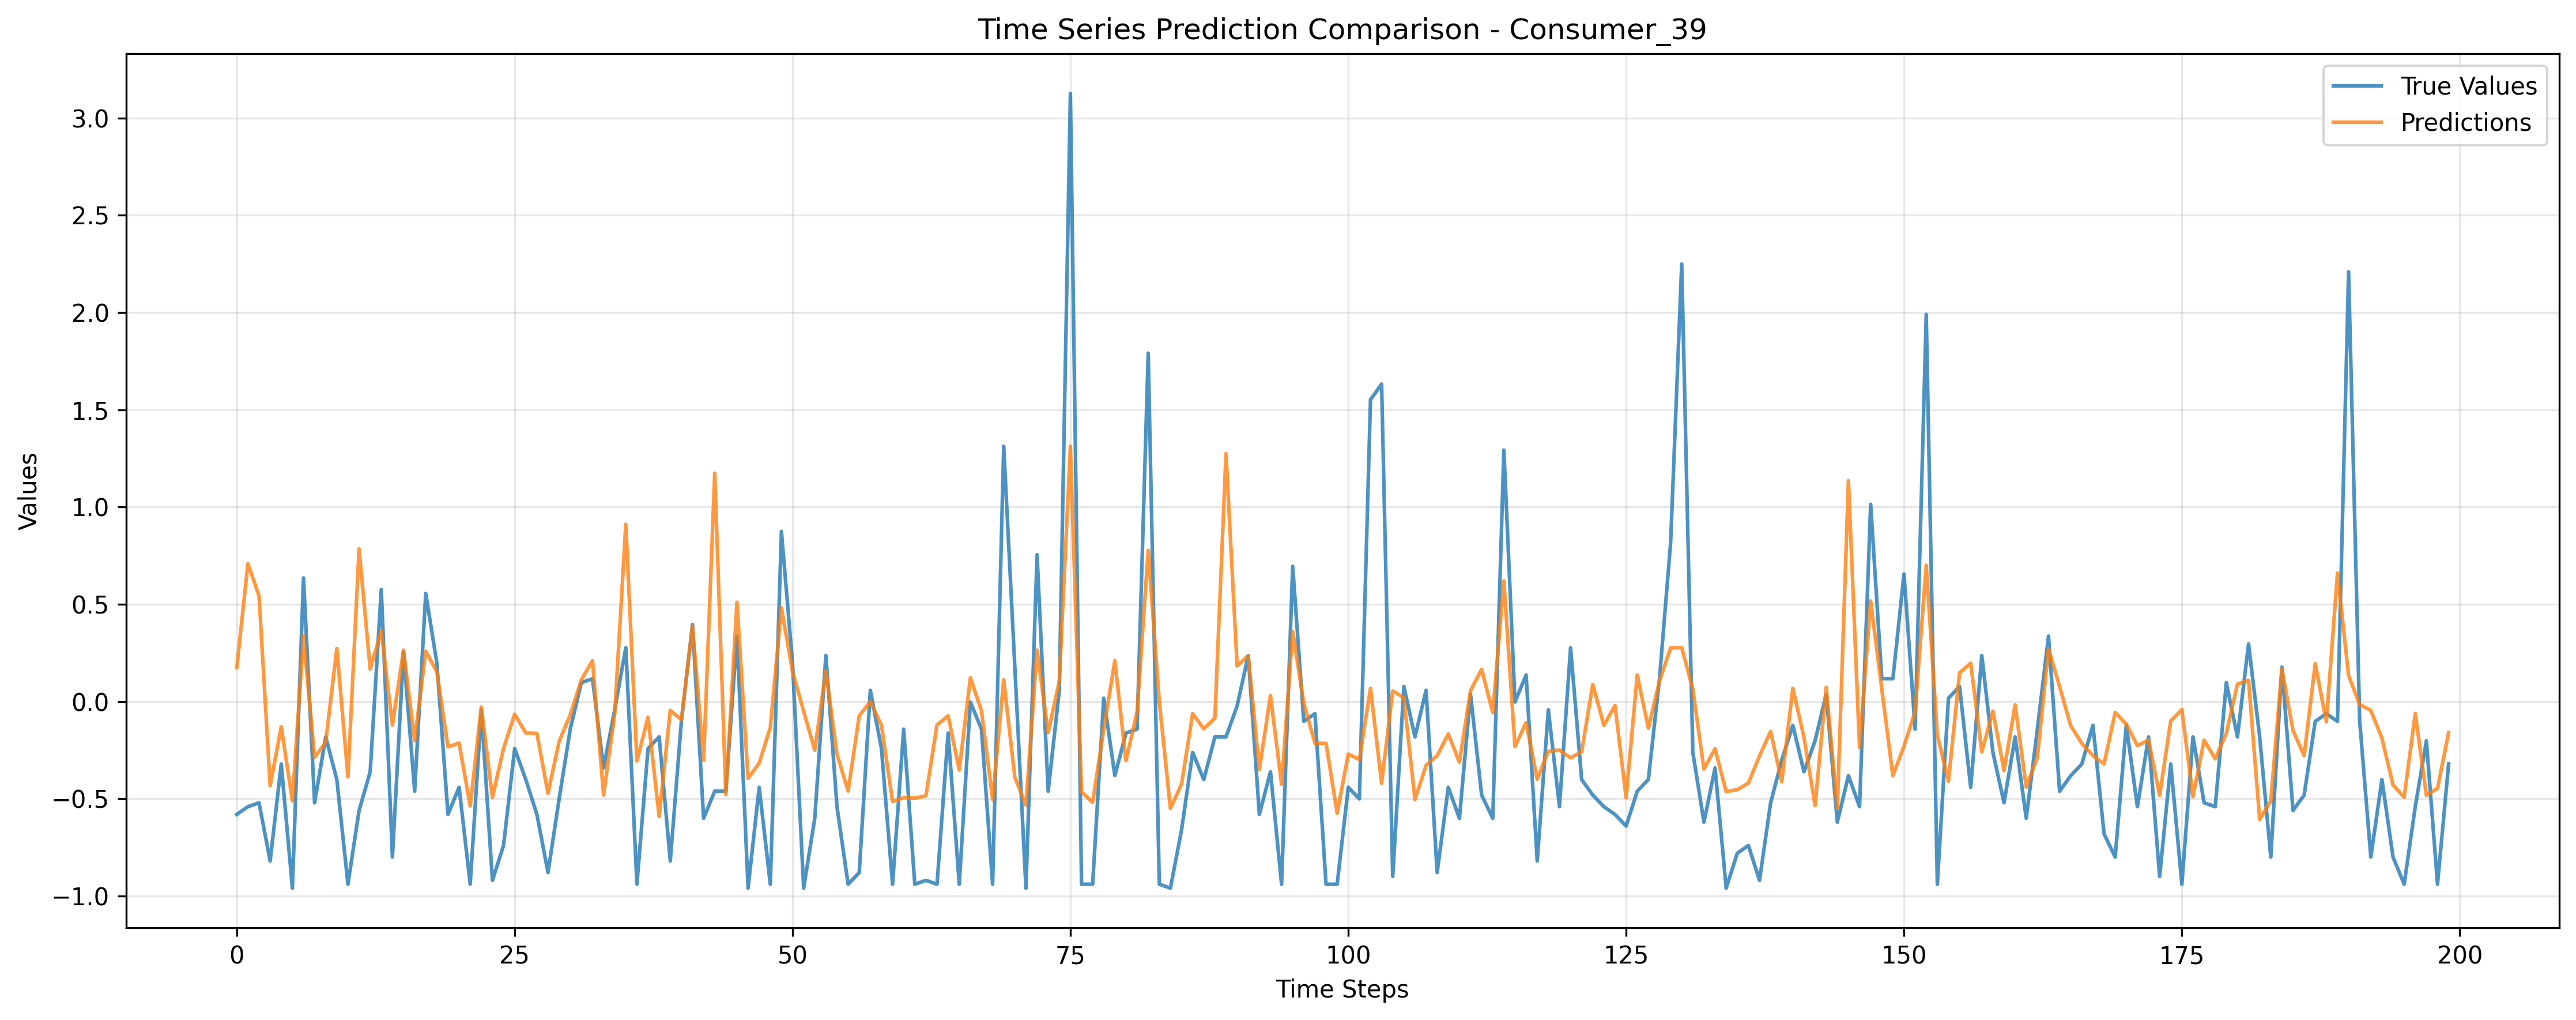 Time Series Prediction Comparison - Consumer_39
True Values
Predictions
3.0
2.5
2.0
1.5
1.0
0.5
0.0
−0.5
−1.0
Values
0 25 50 75 100 125 150 175 200
Time Steps